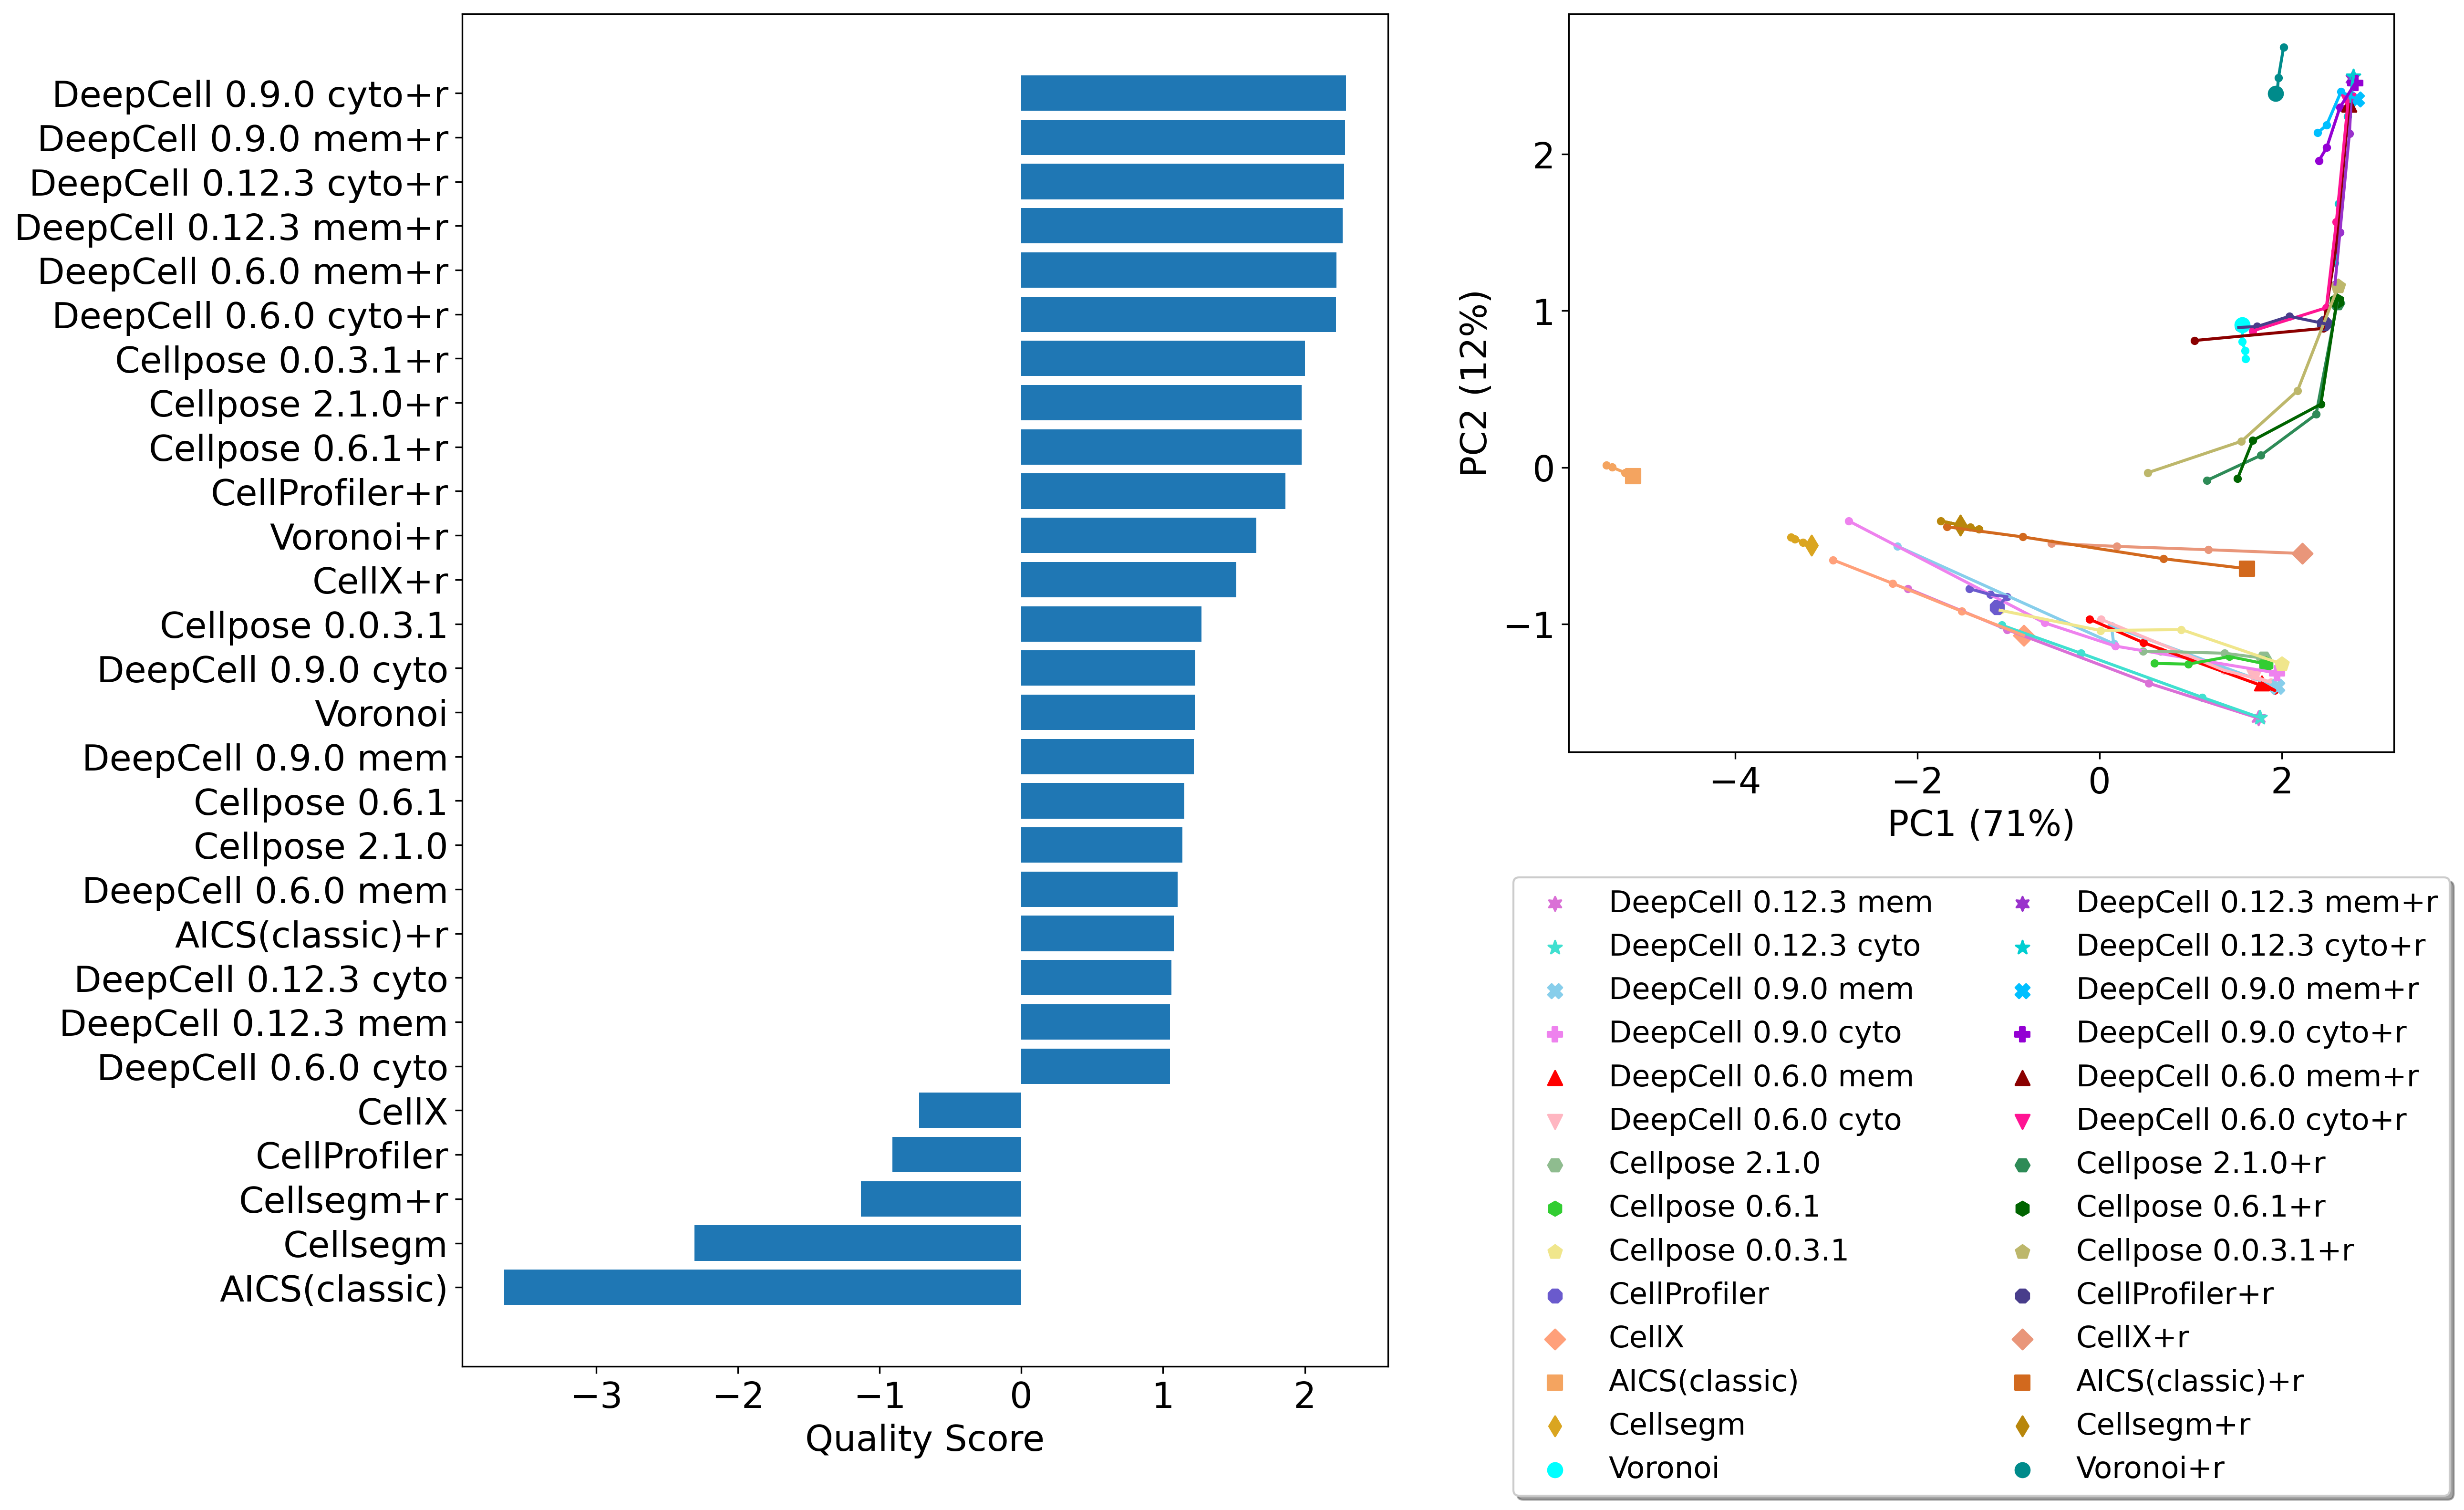 DeepCell 0.9.0 cyto+r
DeepCell 0.9.0 mem+r
DeepCell 0.12.3 cyto+r
DeepCell 0.12.3 mem+r
DeepCell 0.6.0 mem+r
DeepCell 0.6.0 cyto+r
Cellpose 0.0.3.1+r
Cellpose 2.1.0+r
Cellpose 0.6.1+r
CellProfiler+r
Voronoi+r
CellX+r
Cellpose 0.0.3.1
DeepCell 0.9.0 cyto
Voronoi
DeepCell 0.9.0 mem
Cellpose 0.6.1
Cellpose 2.1.0
DeepCell 0.6.0 mem
AICS(classic)+r
DeepCell 0.12.3 cyto
DeepCell 0.12.3 mem
DeepCell 0.6.0 cyto
CellX
CellProfiler
Cellsegm+r
Cellsegm
AICS(classic)
−3 −2 −1 0 1 2
Quality Score
2
1
0
−1
PC2 (12%)
−4 −2 0 2
PC1 (71%)
DeepCell 0.12.3 mem
DeepCell 0.12.3 cyto
DeepCell 0.9.0 mem
DeepCell 0.9.0 cyto
DeepCell 0.6.0 mem
DeepCell 0.6.0 cyto
Cellpose 2.1.0
Cellpose 0.6.1
Cellpose 0.0.3.1
CellProfiler
CellX
AICS(classic)
Cellsegm
Voronoi
DeepCell 0.12.3 mem+r
DeepCell 0.12.3 cyto+r
DeepCell 0.9.0 mem+r
DeepCell 0.9.0 cyto+r
DeepCell 0.6.0 mem+r
DeepCell 0.6.0 cyto+r
Cellpose 2.1.0+r
Cellpose 0.6.1+r
Cellpose 0.0.3.1+r
CellProfiler+r
CellX+r
AICS(classic)+r
Cellsegm+r
Voronoi+r